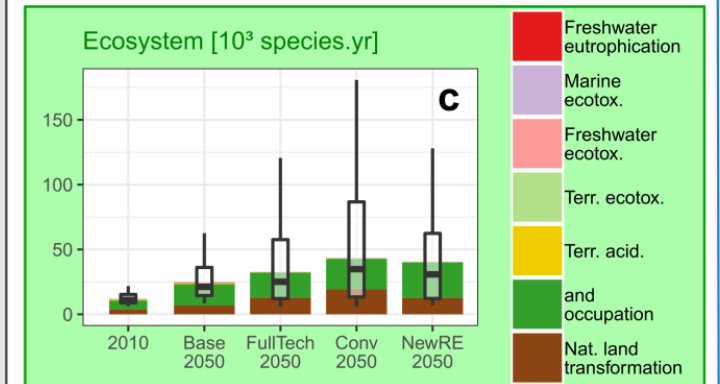 Ecosystem [10³ species.yr]
c
150
100
50
0
2010
Base
2050
FullTech
2050
Conv
2050
NewRE
2050
Freshwater
eutrophication
Marine
ecotox.
Freshwater
ecotox.
Terr. ecotox.
Terr. acid.
and
occupation
Nat. land
transformation